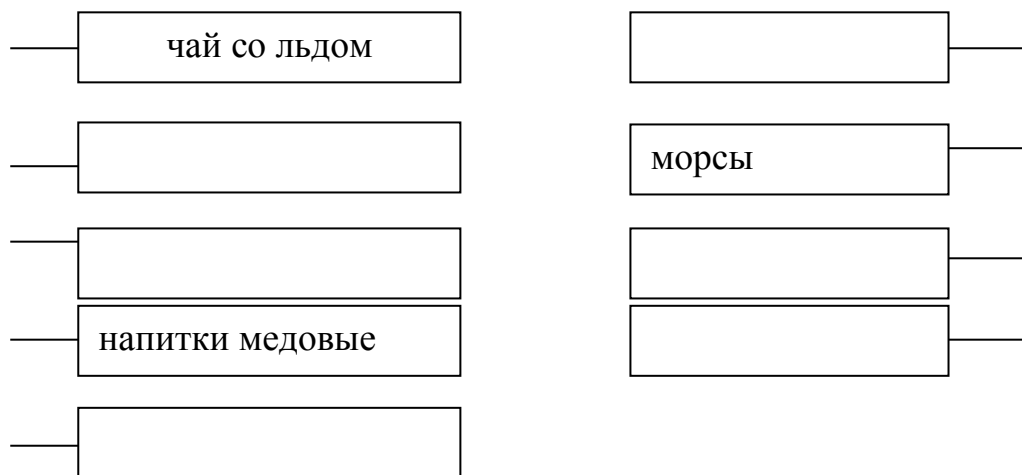 чай со льдом
морсы
напитки медовые